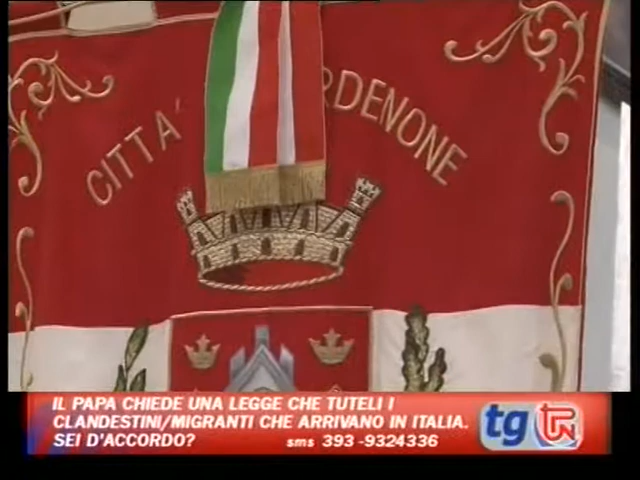 CITTA'
RDENONE
IL PAPA CHIEDE UNA LEGGE CHE TUTELI I
CLANDESTINI/MIGRANTI CHE ARRIVANO IN ITALIA.
SEI D'ACCORDO?
sms 393-9324336
tg TPN